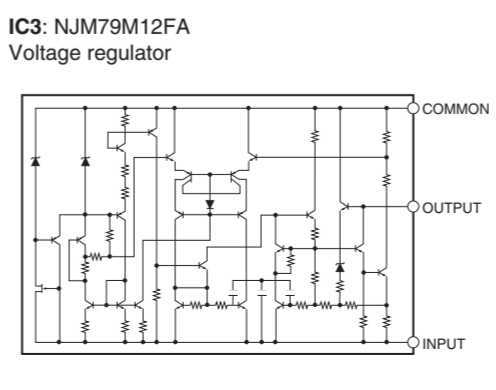 IC3: NJM79M12FA
Voltage regulator
COMMON
OUTPUT
INPUT